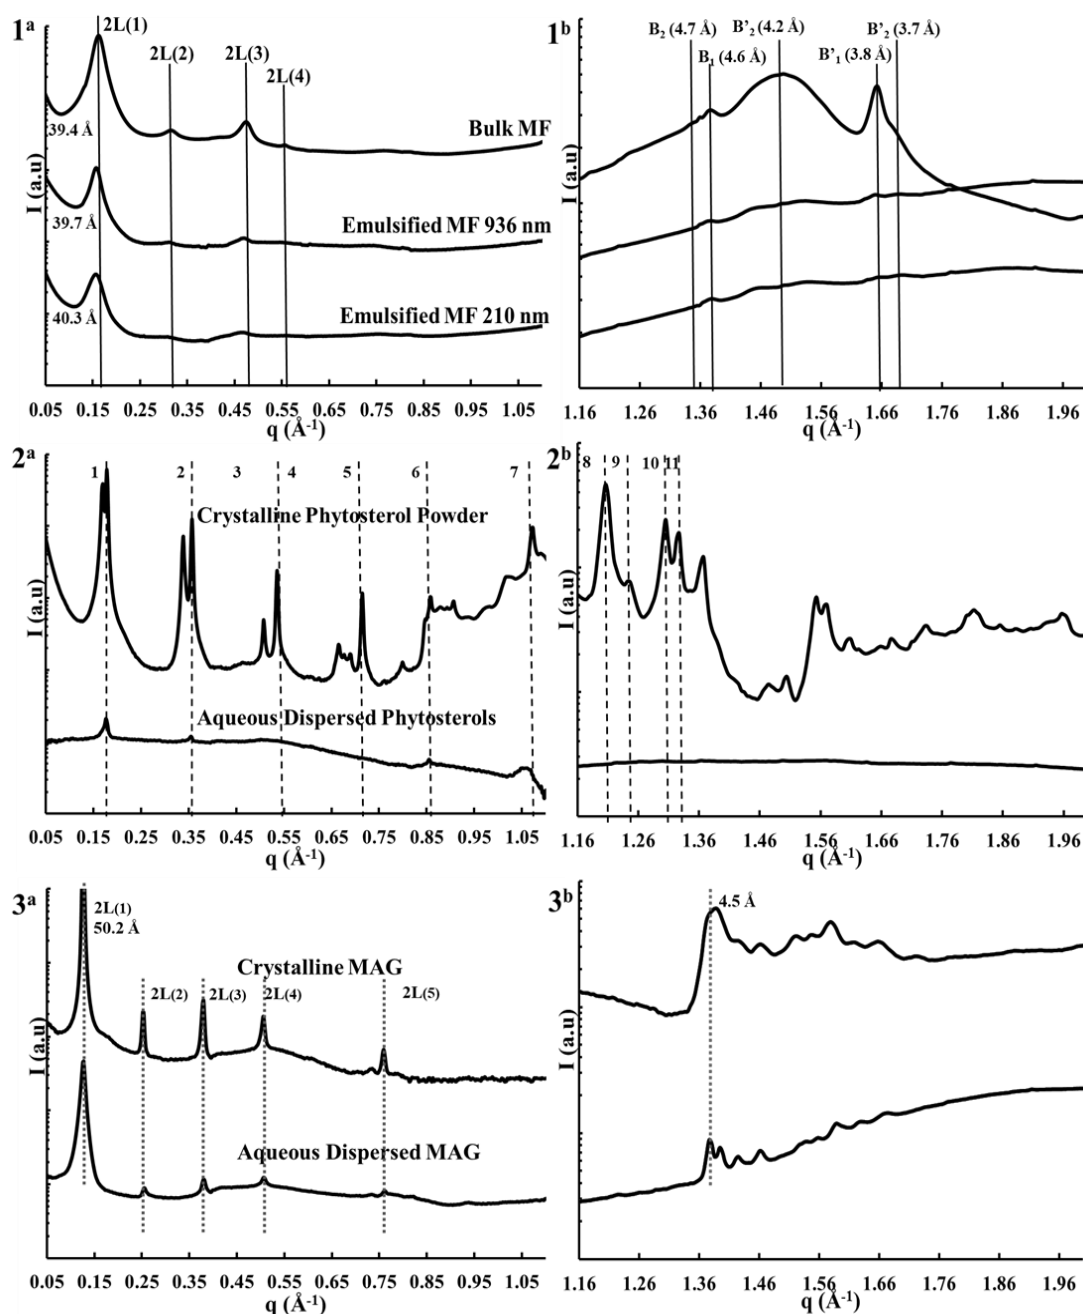 1a
2L(1)
2L(2)
2L(3)
2L(4)
39.4 Å
Bulk MF
39.7 Å
Emulsified MF 936 nm
40.3 Å
Emulsified MF 210 nm
I (a.u)
0.05 0.15 0.25 0.35 0.45 0.55 0.65 0.75 0.85 0.95 1.05
q (Å-1)
1b
B2 (4.7 Å)
B'2 (4.2 Å)
B'2 (3.7 Å)
B1 (4.6 Å)
B'1 (3.8 Å)
I (a.u)
1.16 1.26 1.36 1.46 1.56 1.66 1.76 1.86 1.96
q (Å-1)
2a
1 2 3 4 5 6 7
Crystalline Phytosterol Powder
Aqueous Dispersed Phytosterols
I (a.u)
0.05 0.15 0.25 0.35 0.45 0.55 0.65 0.75 0.85 0.95 1.05
q (Å-1)
2b
8 9 10 11
I (a.u)
1.16 1.26 1.36 1.46 1.56 1.66 1.76 1.86 1.96
q (Å-1)
3a
2L(1)
50.2 Å
Crystalline MAG
2L(2)
2L(3)
2L(4)
2L(5)
Aqueous Dispersed MAG
I (a.u)
0.05 0.15 0.25 0.35 0.45 0.55 0.65 0.75 0.85 0.95 1.05
q (Å-1)
3b
4.5 Å
I (a.u)
1.16 1.26 1.36 1.46 1.56 1.66 1.76 1.86 1.96
q (Å-1)